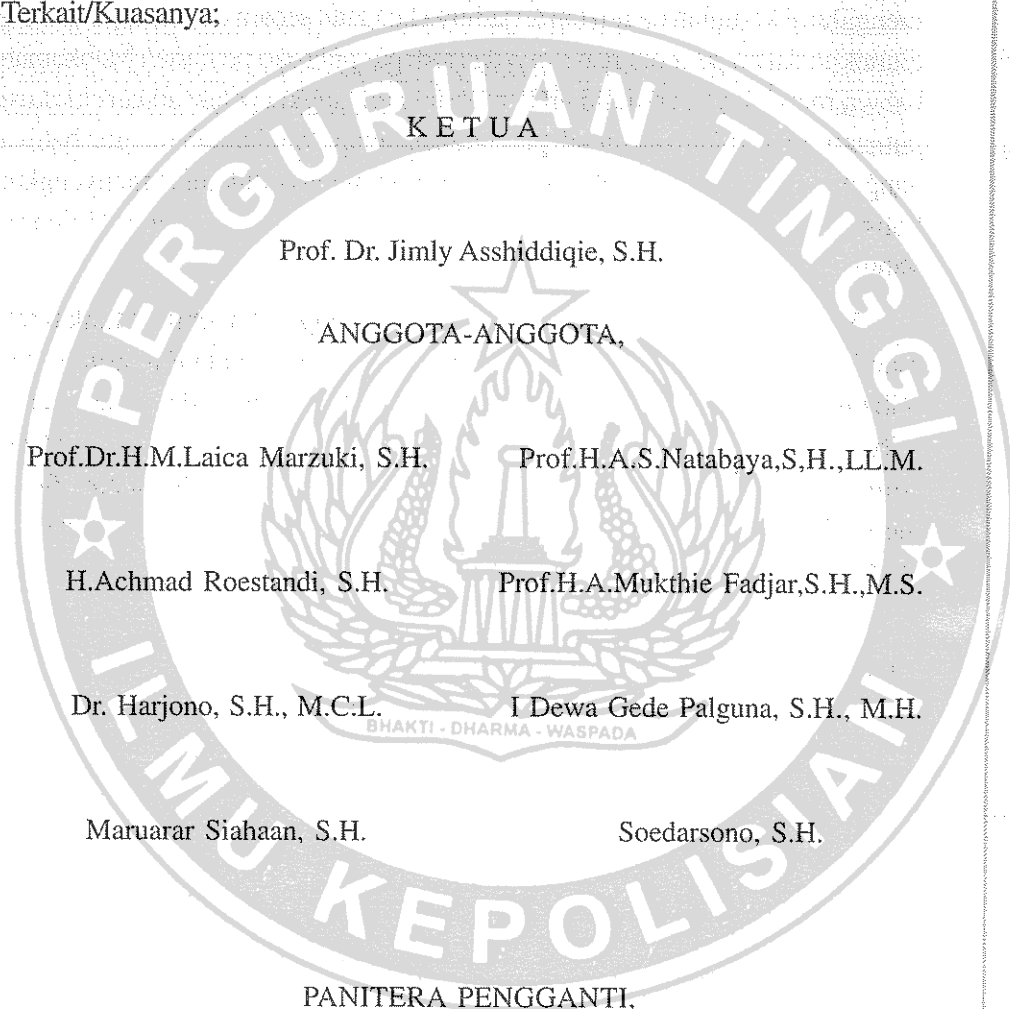 Terkait/Kuasanya;
KETUA
Prof. Dr. Jimly Asshiddiqie, S.H.
ANGGOTA-ANGGOTA,
Prof.Dr.H.M.Laica Marzuki, S.H. Prof.H.A.S.Natabaya,S,H.,LL.M.
H.Achmad Roestandi, S.H. Prof.H.A.Mukthie Fadjar,S.H.,M.S.
Dr. Harjono, S.H., M.C.L. I Dewa Gede Palguna, S.H., M.H.
Maruarar Siahaan, S.H. Soedarsono, S.H.
PANITERA PENGGANTI,
PERGURUAN TINGGI
ILMU KEPOLISIAN
BHAKTI - DHARMA - WASPADA